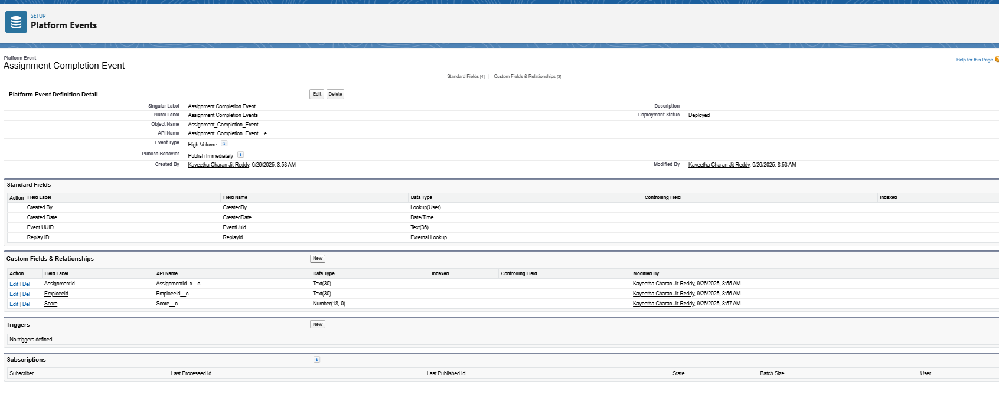 SETUP
Platform Events
Platform Event
Assignment Completion Event
Help for this Page
Standard Fields [4] | Custom Fields & Relationships [3]
Platform Event Definition Detail Edit Delete
Singular Label Assignment Completion Event Description
Plural Label Assignment Completion Events Deployment Status Deployed
Object Name Assignment_Completion_Event
API Name Assignment_Completion_Event__e
Event Type High Volume i
Publish Behavior Publish Immediately i
Created By Kayeetha Charan Jit Reddy, 9/26/2025, 8:53 AM Modified By Kayeetha Charan Jit Reddy, 9/26/2025, 8:53 AM
Standard Fields
Action Field Label Field Name Data Type Controlling Field Indexed
Created By CreatedBy Lookup(User)
Created Date CreatedDate Date/Time
Event UUID EventUuid Text(36)
Replay ID ReplayId External Lookup
Custom Fields & Relationships New
Action Field Label API Name Data Type Indexed Controlling Field Modified By
Edit | Del AssignmentId AssignmentId_c__c Text(30) Kayeetha Charan Jit Reddy, 9/26/2025, 8:55 AM
Edit | Del EmploeeId EmploeeId__c Text(30) Kayeetha Charan Jit Reddy, 9/26/2025, 8:56 AM
Edit | Del Score Score__c Number(18, 0) Kayeetha Charan Jit Reddy, 9/26/2025, 8:57 AM
Triggers New
No triggers defined
Subscriptions i
Subscriber Last Processed Id Last Published Id State Batch Size User